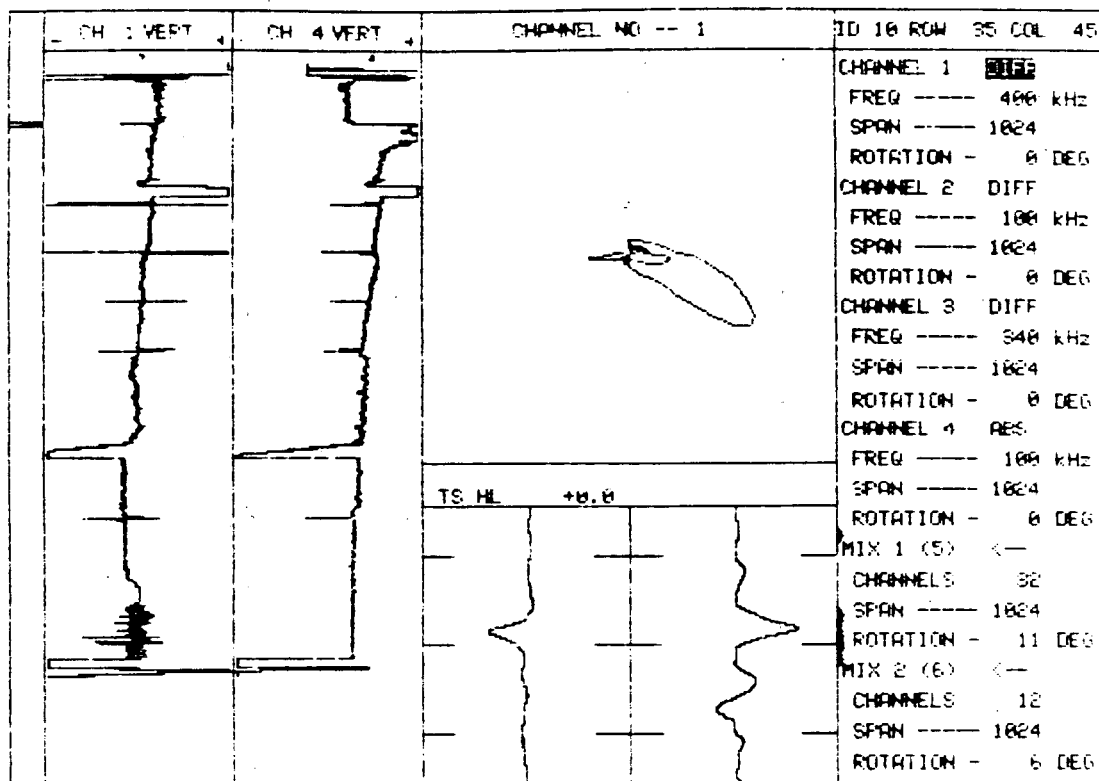 - CH 1 VERT +
CH 4 VERT +
CHANNEL NO -- 1
ID 10 ROW 35 COL 45
CHANNEL 1 DIFF
FREQ ----- 400 kHz
SPAN ----- 1024
ROTATION - 0 DEG
CHANNEL 2 DIFF
FREQ ----- 100 kHz
SPAN ----- 1024
ROTATION - 0 DEG
CHANNEL 3 DIFF
FREQ ----- 340 kHz
SPAN ----- 1024
ROTATION - 0 DEG
CHANNEL 4 ABS
FREQ ----- 100 kHz
SPAN ----- 1024
ROTATION - 0 DEG
MIX 1 (5) <--
CHANNELS 32
SPAN ----- 1024
ROTATION - 11 DEG
MIX 2 (6) <--
CHANNELS 12
SPAN ----- 1024
ROTATION - 6 DEG
TS HL +0.0